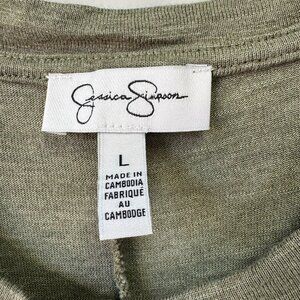 Jessica Simpson
L
MADE IN
CAMBODIA
FABRIQUÉ
AU
CAMBODGE